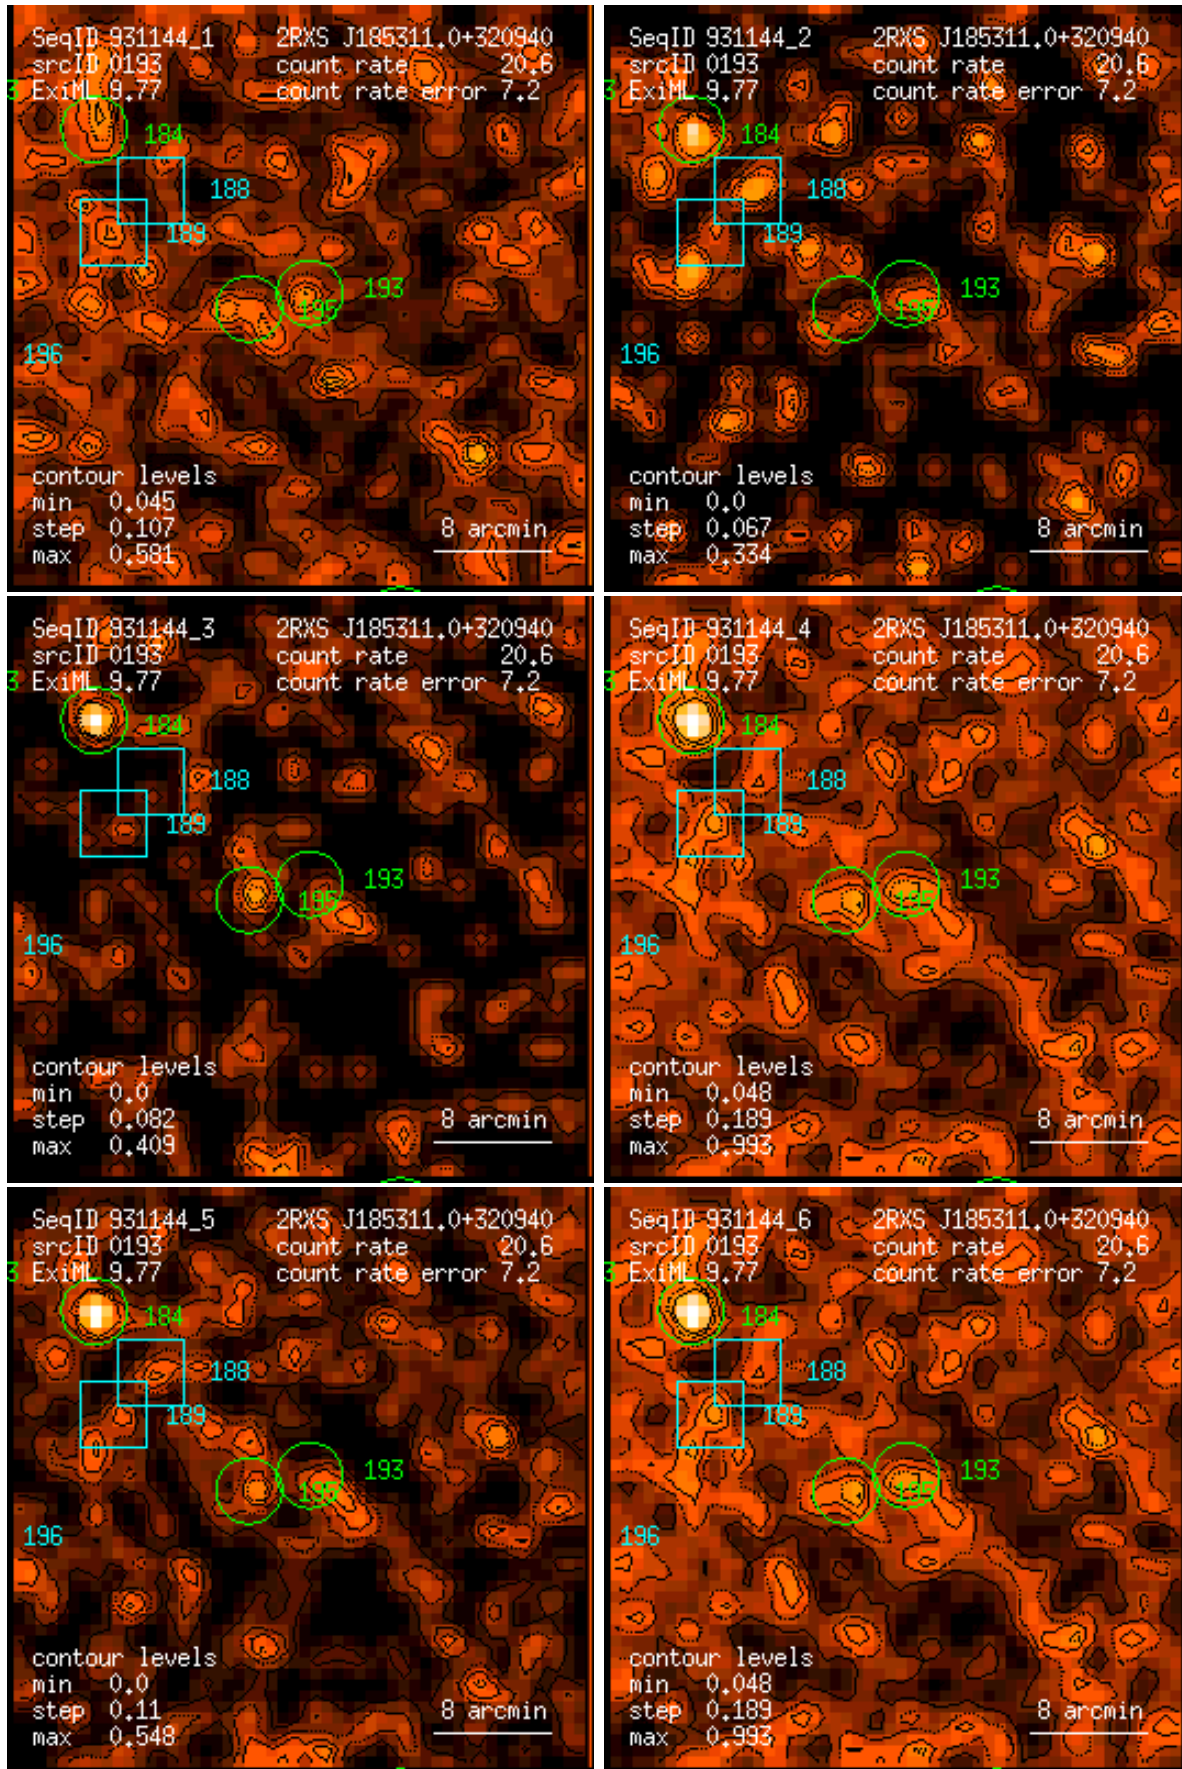 SeqID 931144_1 2RXS J185311.0+320940
srcID 0193 count rate 20.6
3 ExiML 9.77 count rate error 7.2
184
188
189
193
195
196
contour levels
min 0.045
step 0.107 8 arcmin
max 0.581
SeqID 931144_2 2RXS J185311.0+320940
srcID 0193 count rate 20.6
3 ExiML 9.77 count rate error 7.2
184
188
189
193
195
196
contour levels
min 0.0
step 0.067 8 arcmin
max 0.334
SeqID 931144_3 2RXS J185311.0+320940
srcID 0193 count rate 20.6
3 ExiML 9.77 count rate error 7.2
184
188
189
193
195
196
contour levels
min 0.0
step 0.082 8 arcmin
max 0.409
SeqID 931144_4 2RXS J185311.0+320940
srcID 0193 count rate 20.6
3 ExiML 9.77 count rate error 7.2
184
188
189
193
195
196
contour levels
min 0.048
step 0.189 8 arcmin
max 0.993
SeqID 931144_5 2RXS J185311.0+320940
srcID 0193 count rate 20.6
3 ExiML 9.77 count rate error 7.2
184
188
189
193
195
196
contour levels
min 0.0
step 0.11 8 arcmin
max 0.548
SeqID 931144_6 2RXS J185311.0+320940
srcID 0193 count rate 20.6
3 ExiML 9.77 count rate error 7.2
184
188
189
193
195
196
contour levels
min 0.048
step 0.189 8 arcmin
max 0.993